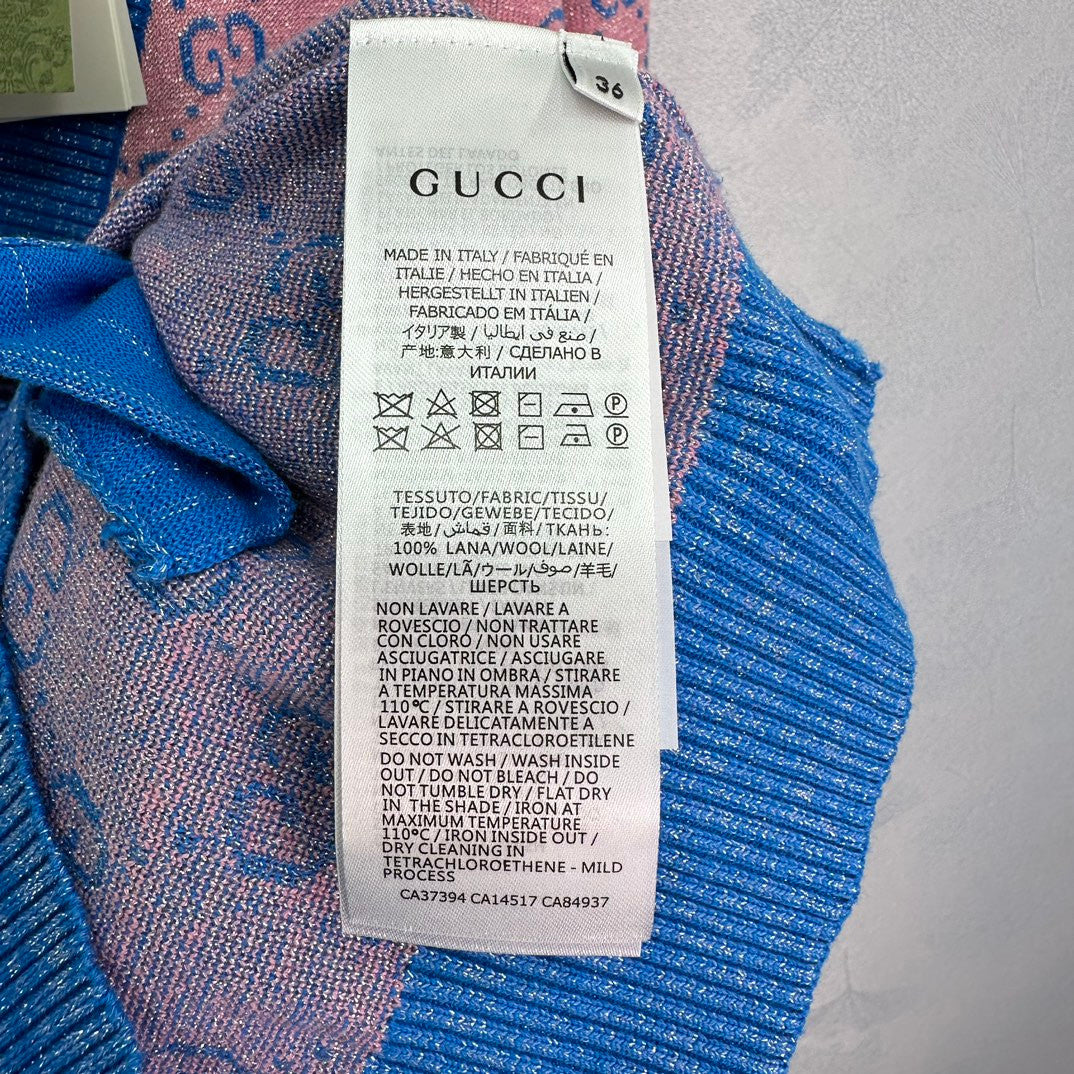 36
GUCCI
MADE IN ITALY / FABRIQUÉ EN
ITALIE / HECHO EN ITALIA /
HERGESTELLT IN ITALIEN /
FABRICADO EM ITÁLIA /
イタリア製 / صنع في ايطاليا /
产地:意大利 / СДЕЛАНО В
ИТАЛИИ
P
P
TESSUTO/FABRIC/TISSU/
TEJIDO/GEWEBE/TECIDO/
表地/قماش/面料/ТКАНЬ:
100% LANA/WOOL/LAINE/
WOLLE/LÃ/ウール/صوف/羊毛/
ШЕРСТЬ
NON LAVARE / LAVARE A
ROVESCIO / NON TRATTARE
CON CLORO / NON USARE
ASCIUGATRICE / ASCIUGARE
IN PIANO IN OMBRA / STIRARE
A TEMPERATURA MASSIMA
110°C / STIRARE A ROVESCIO /
LAVARE DELICATAMENTE A
SECCO IN TETRACLOROETILENE
DO NOT WASH / WASH INSIDE
OUT / DO NOT BLEACH / DO
NOT TUMBLE DRY / FLAT DRY
IN THE SHADE / IRON AT
MAXIMUM TEMPERATURE
110°C / IRON INSIDE OUT /
DRY CLEANING IN
TETRACHLOROETHENE - MILD
PROCESS
CA37394 CA14517 CA84937